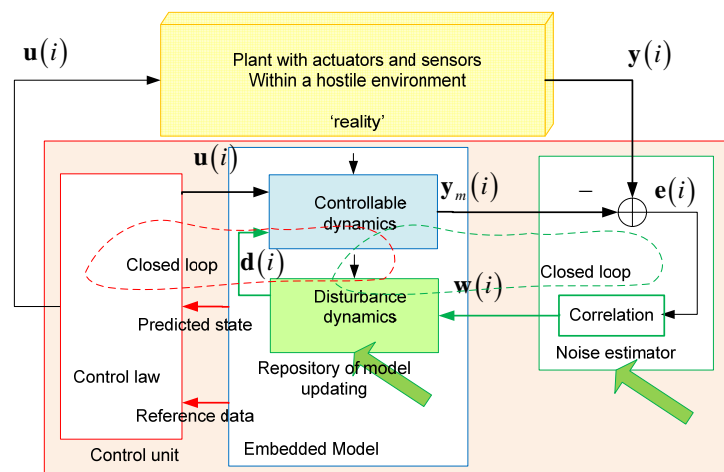 u(i)
Plant with actuators and sensors
Within a hostile environment
'reality'
y(i)
u(i)
Controllable
dynamics
y_m(i)
−
e(i)
Closed loop
d(i)
Closed loop
Disturbance
dynamics
w(i)
Correlation
Predicted state
Noise estimator
Repository of model
updating
Control law
Reference data
Control unit
Embedded Model